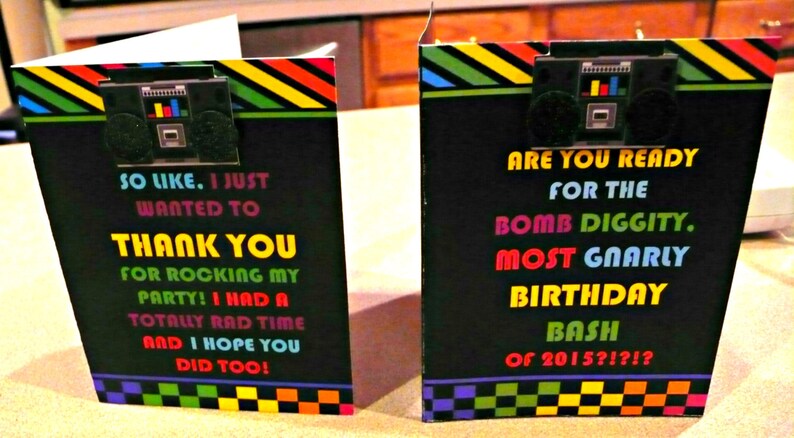 SO LIKE, I JUST
WANTED TO
THANK YOU
FOR ROCKING MY
PARTY! I HAD A
TOTALLY RAD TIME
AND I HOPE YOU
DID TOO!
ARE YOU READY
FOR THE
BOMB DIGGITY.
MOST GNARLY
BIRTHDAY
BASH
OF 2015?!?!?